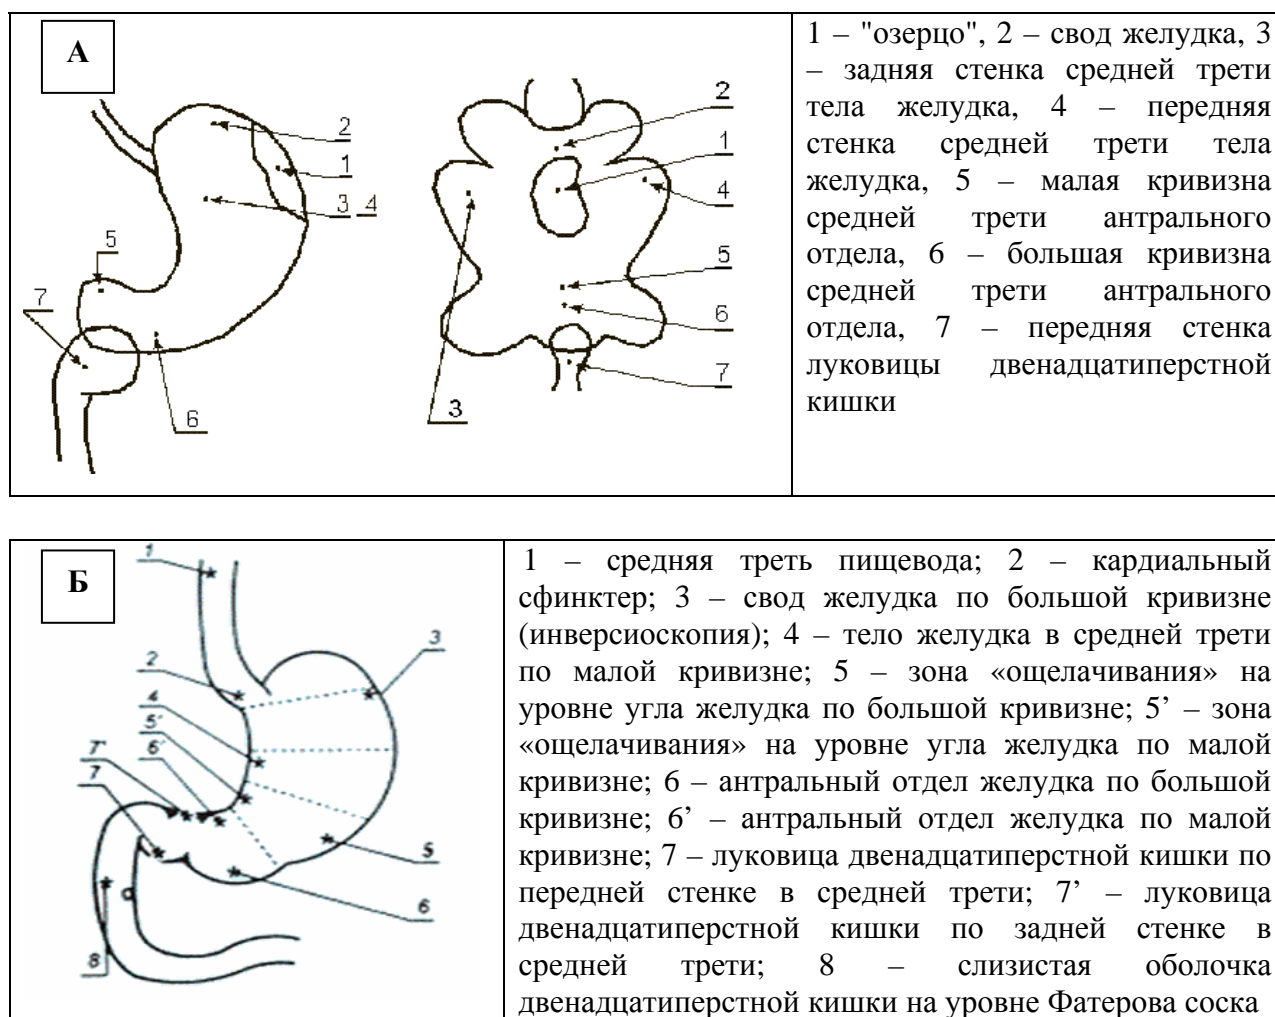 А
2
1
3 4
5
7
6
2
1
4
5
6
7
3
1 – "озерцо", 2 – свод желудка, 3
– задняя стенка средней трети
тела желудка, 4 – передняя
стенка средней трети тела
желудка, 5 – малая кривизна
средней трети антрального
отдела, 6 – большая кривизна
средней трети антрального
отдела, 7 – передняя стенка
луковицы двенадцатиперстной
кишки
Б
1
3
2
4
5'
6'
7'
7
5
6
8
1 – средняя треть пищевода; 2 – кардиальный
сфинктер; 3 – свод желудка по большой кривизне
(инверсиоскопия); 4 – тело желудка в средней трети
по малой кривизне; 5 – зона «ощелачивания» на
уровне угла желудка по большой кривизне; 5’ – зона
«ощелачивания» на уровне угла желудка по малой
кривизне; 6 – антральный отдел желудка по большой
кривизне; 6’ – антральный отдел желудка по малой
кривизне; 7 – луковица двенадцатиперстной кишки по
передней стенке в средней трети; 7’ – луковица
двенадцатиперстной кишки по задней стенке в
средней трети; 8 – слизистая оболочка
двенадцатиперстной кишки на уровне Фатерова соска